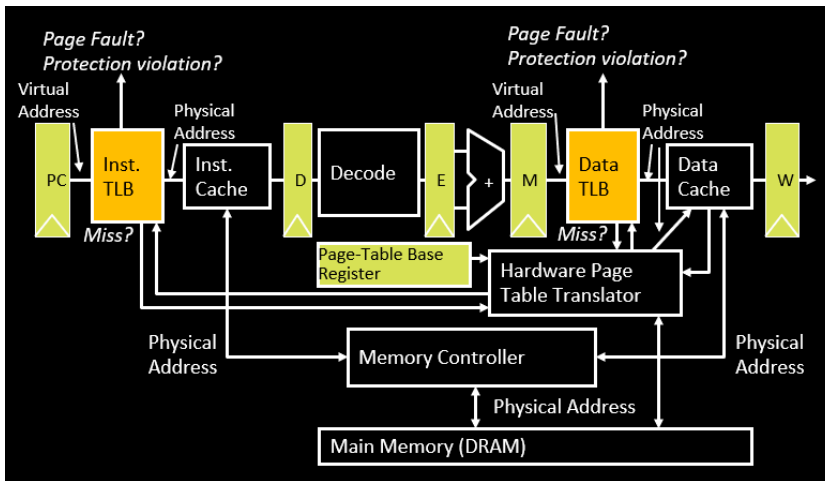 Page Fault?
Protection violation?
Page Fault?
Protection violation?
Virtual
Address
Physical
Address
Virtual
Address
Physical
Address
PC
Inst.
TLB
Inst.
Cache
D
Decode
E
+
M
Data
TLB
Data
Cache
W
Miss?
Miss?
Page-Table Base
Register
Hardware Page
Table Translator
Physical
Address
Memory Controller
Physical
Address
Physical Address
Main Memory (DRAM)